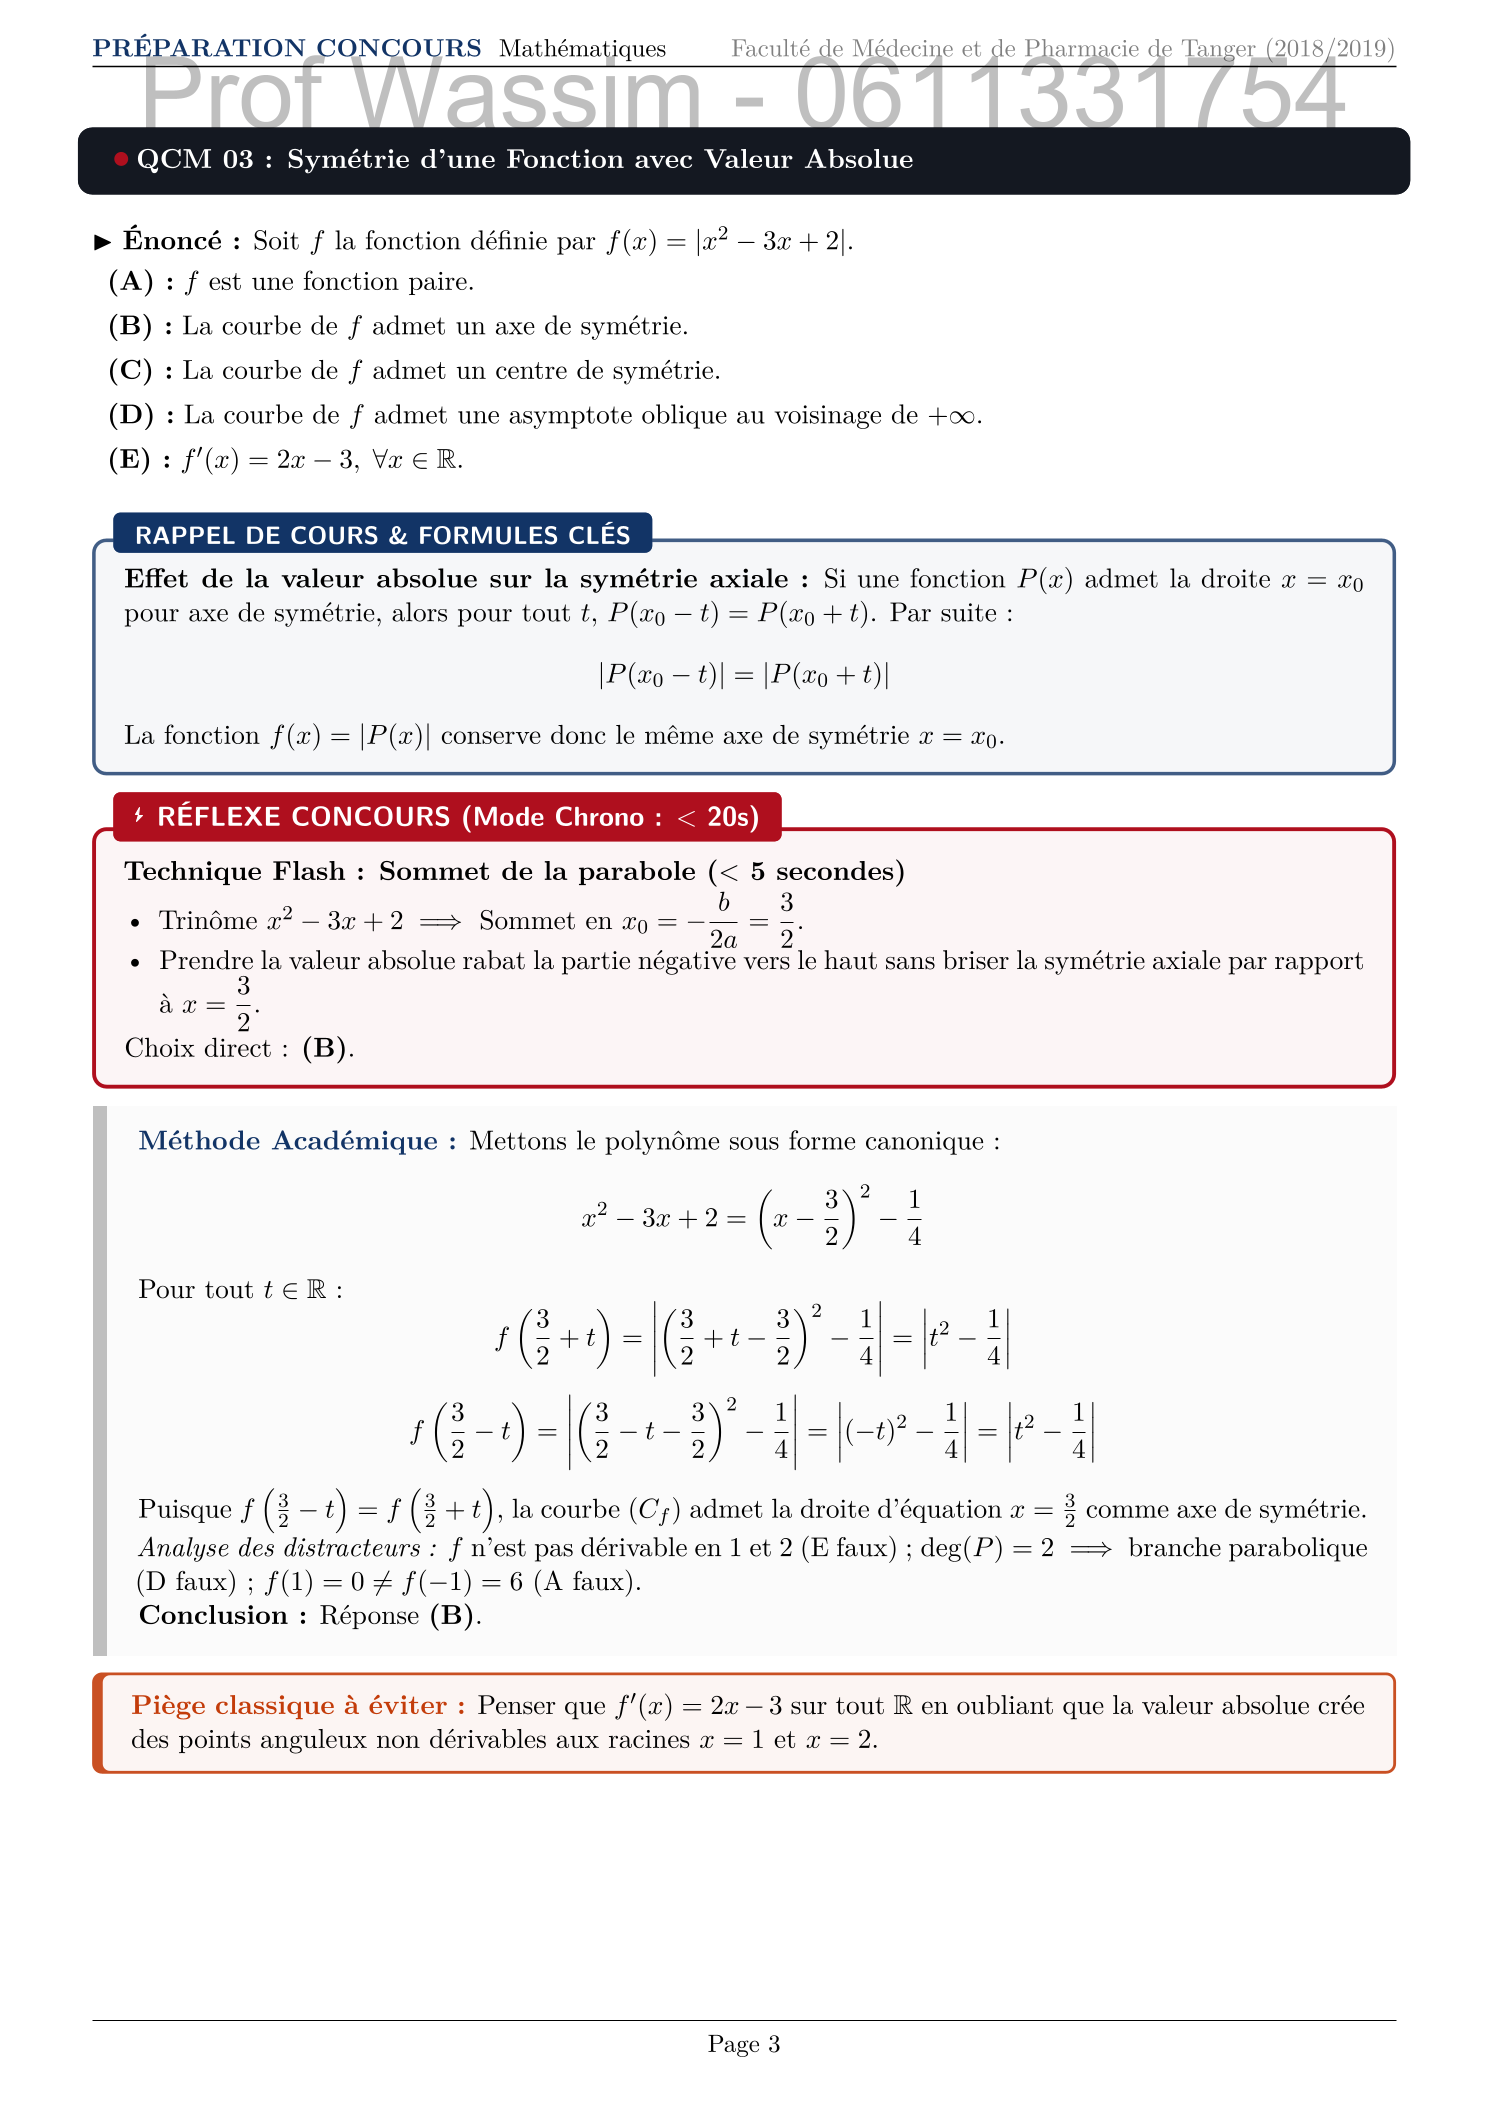 PRÉPARATION CONCOURS Mathématiques Faculté de Médecine et de Pharmacie de Tanger (2018/2019)
Prof Wassim - 0611331754
• QCM 03 : Symétrie d'une Fonction avec Valeur Absolue
▶ Énoncé : Soit f la fonction définie par f(x) = |x² − 3x + 2|.
(A) : f est une fonction paire.
(B) : La courbe de f admet un axe de symétrie.
(C) : La courbe de f admet un centre de symétrie.
(D) : La courbe de f admet une asymptote oblique au voisinage de +∞.
(E) : f′(x) = 2x − 3, ∀x ∈ ℝ.
RAPPEL DE COURS & FORMULES CLÉS
Effet de la valeur absolue sur la symétrie axiale : Si une fonction P(x) admet la droite x = x₀
pour axe de symétrie, alors pour tout t, P(x₀ − t) = P(x₀ + t). Par suite :
|P(x₀ − t)| = |P(x₀ + t)|
La fonction f(x) = |P(x)| conserve donc le même axe de symétrie x = x₀.
RÉFLEXE CONCOURS (Mode Chrono : < 20s)
Technique Flash : Sommet de la parabole (< 5 secondes)
• Trinôme x² − 3x + 2 ⟹ Sommet en x₀ = −b/2a = 3/2.
• Prendre la valeur absolue rabat la partie négative vers le haut sans briser la symétrie axiale par rapport
à x = 3/2.
Choix direct : (B).
Méthode Académique : Mettons le polynôme sous forme canonique :
x² − 3x + 2 = (x − 3/2)² − 1/4
Pour tout t ∈ ℝ :
f(3/2 + t) = |(3/2 + t − 3/2)² − 1/4| = |t² − 1/4|
f(3/2 − t) = |(3/2 − t − 3/2)² − 1/4| = |(−t)² − 1/4| = |t² − 1/4|
Puisque f(3/2 − t) = f(3/2 + t), la courbe (C_f) admet la droite d'équation x = 3/2 comme axe de symétrie.
Analyse des distracteurs : f n'est pas dérivable en 1 et 2 (E faux) ; deg(P) = 2 ⟹ branche parabolique
(D faux) ; f(1) = 0 ≠ f(−1) = 6 (A faux).
Conclusion : Réponse (B).
Piège classique à éviter : Penser que f′(x) = 2x − 3 sur tout ℝ en oubliant que la valeur absolue crée
des points anguleux non dérivables aux racines x = 1 et x = 2.
Page 3